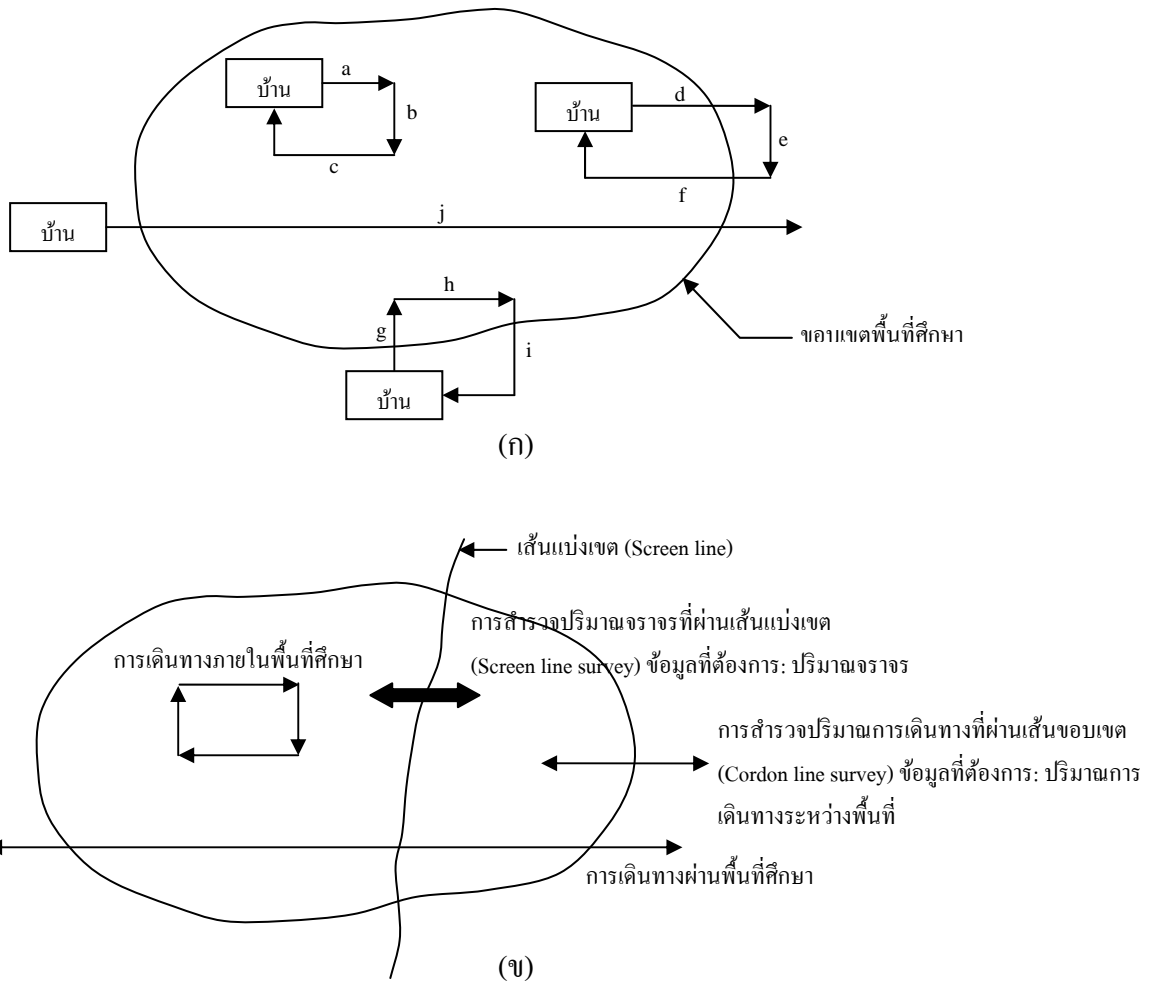 บ้าน
a
b
c
บ้าน
d
e
f
บ้าน
j
h
g
i
บ้าน
ขอบเขตพื้นที่ศึกษา
(ก)
เส้นแบ่งเขต (Screen line)
การสำรวจปริมาณจราจรที่ผ่านเส้นแบ่งเขต
(Screen line survey) ข้อมูลที่ต้องการ: ปริมาณจราจร
การเดินทางภายในพื้นที่ศึกษา
การสำรวจปริมาณการเดินทางที่ผ่านเส้นขอบเขต
(Cordon line survey) ข้อมูลที่ต้องการ: ปริมาณการ
เดินทางระหว่างพื้นที่
การเดินทางผ่านพื้นที่ศึกษา
(ข)